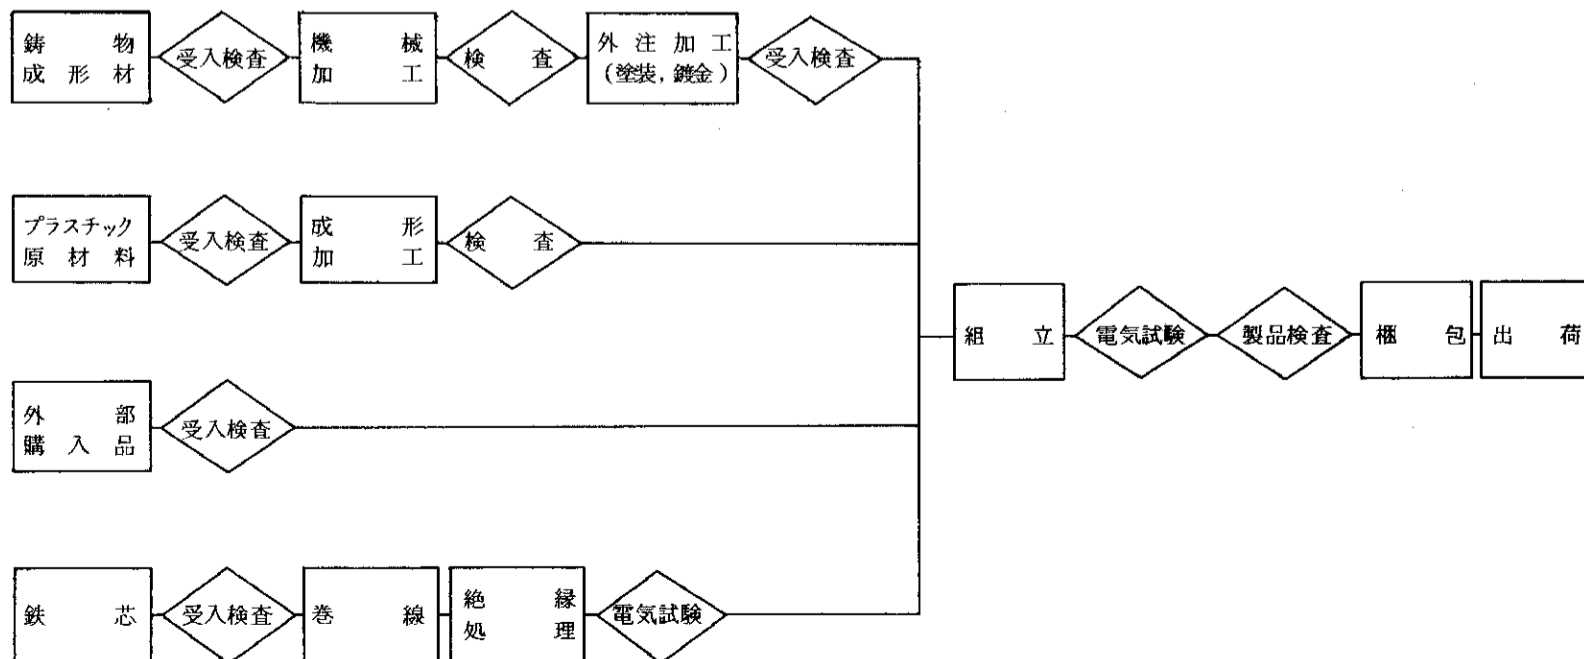 鋳物
成形材
受入検査
機械
加工
検査
外注加工
(塗装,鍍金)
受入検査
プラスチック
原材料
受入検査
成形
加工
検査
組立
電気試験
製品検査
梱包
出荷
外部
購入品
受入検査
鉄芯
受入検査
巻線
絶縁
処理
電気試験